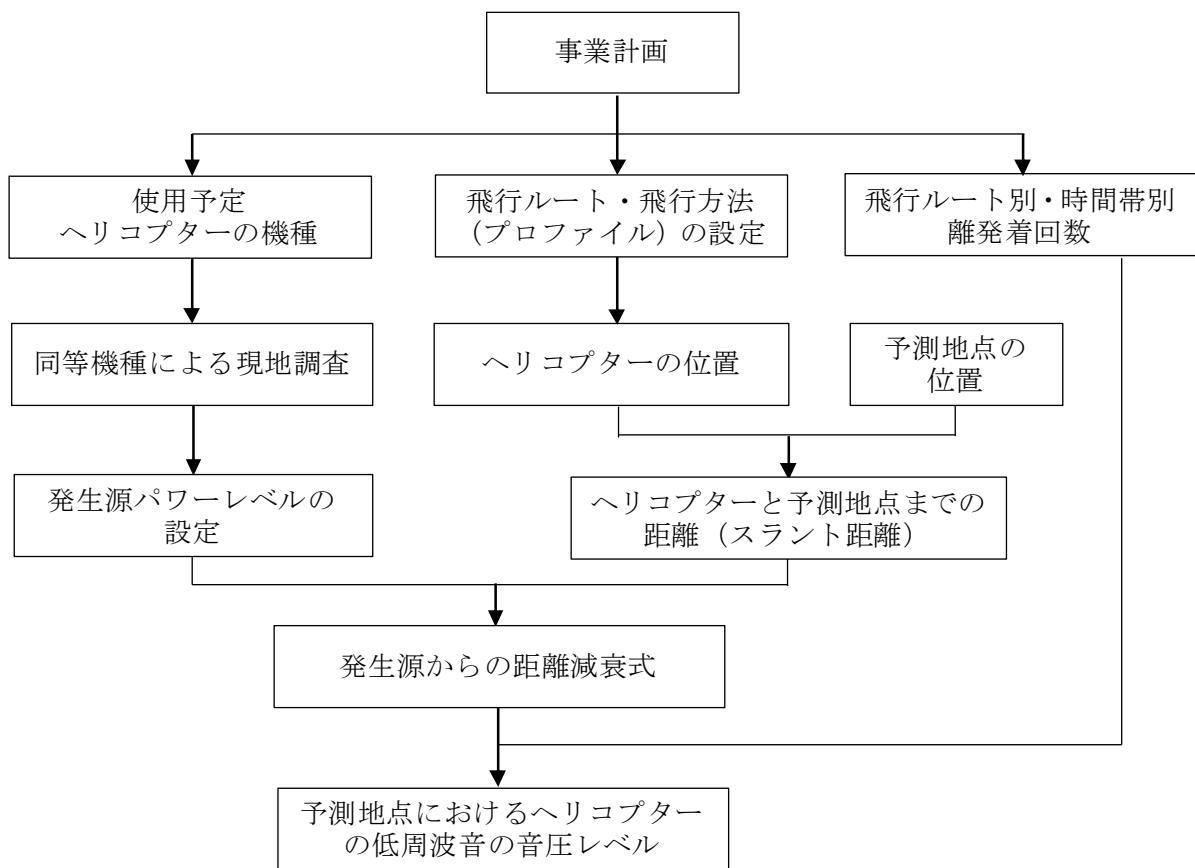 事業計画
使用予定
ヘリコプターの機種
飛行ルート・飛行方法
(プロファイル)の設定
飛行ルート別・時間帯別
離発着回数
同等機種による現地調査
ヘリコプターの位置
予測地点の
位置
発生源パワーレベルの
設定
ヘリコプターと予測地点までの
距離(スラント距離)
発生源からの距離減衰式
予測地点におけるヘリコプター
の低周波音の音圧レベル